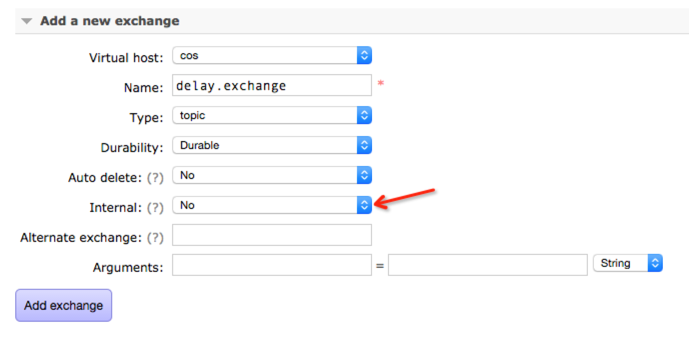 Add a new exchange
Virtual host: cos
Name: delay.exchange *
Type: topic
Durability: Durable
Auto delete: (?) No
Internal: (?) No
Alternate exchange: (?)
Arguments: = String
Add exchange